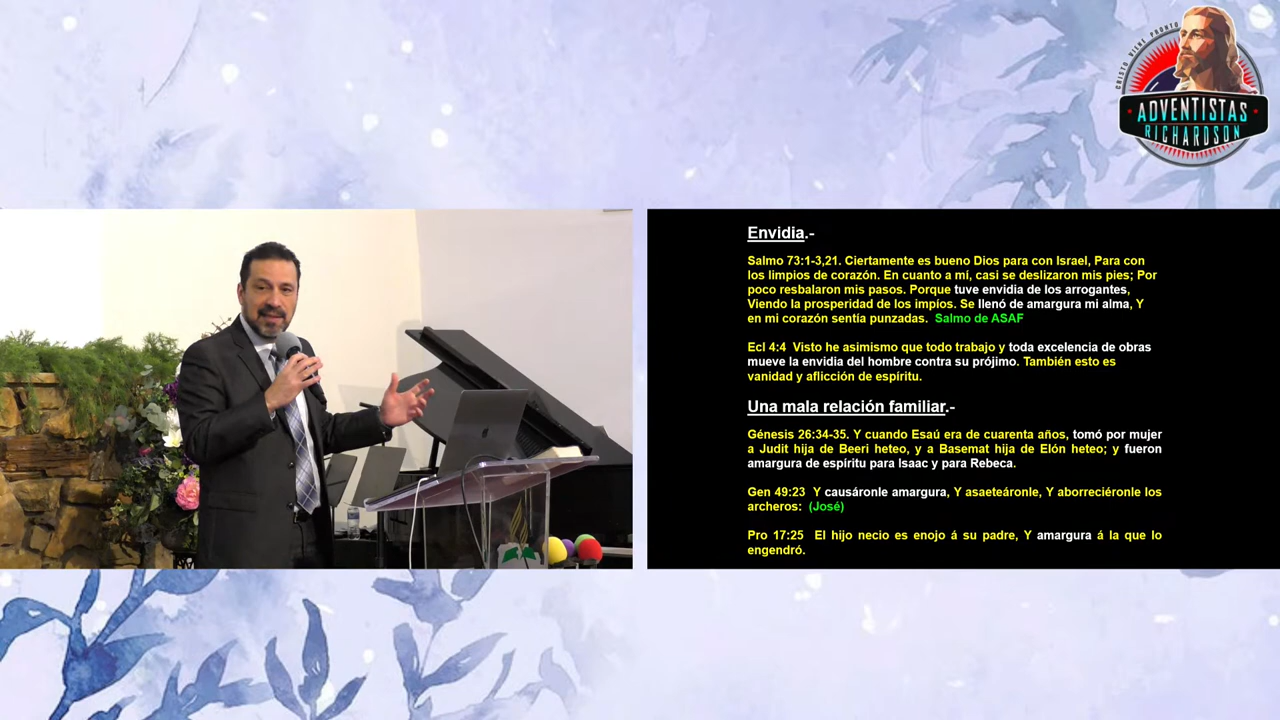 CRISTO VIENE PRONTO
ADVENTISTAS
RICHARDSON
Envidia.-
Salmo 73:1-3,21. Ciertamente es bueno Dios para con Israel, Para con
los limpios de corazón. En cuanto a mí, casi se deslizaron mis pies; Por
poco resbalaron mis pasos. Porque tuve envidia de los arrogantes,
Viendo la prosperidad de los impíos. Se llenó de amargura mi alma, Y
en mi corazón sentía punzadas. Salmo de ASAF
Ecl 4:4 Visto he asimismo que todo trabajo y toda excelencia de obras
mueve la envidia del hombre contra su prójimo. También esto es
vanidad y aflicción de espíritu.
Una mala relación familiar.-
Génesis 26:34-35. Y cuando Esaú era de cuarenta años, tomó por mujer
a Judit hija de Beeri heteo, y a Basemat hija de Elón heteo; y fueron
amargura de espíritu para Isaac y para Rebeca.
Gen 49:23 Y causáronle amargura, Y asaeteáronle, Y aborreciéronle los
archeros: (José)
Pro 17:25 El hijo necio es enojo á su padre, Y amargura á la que lo
engendró.